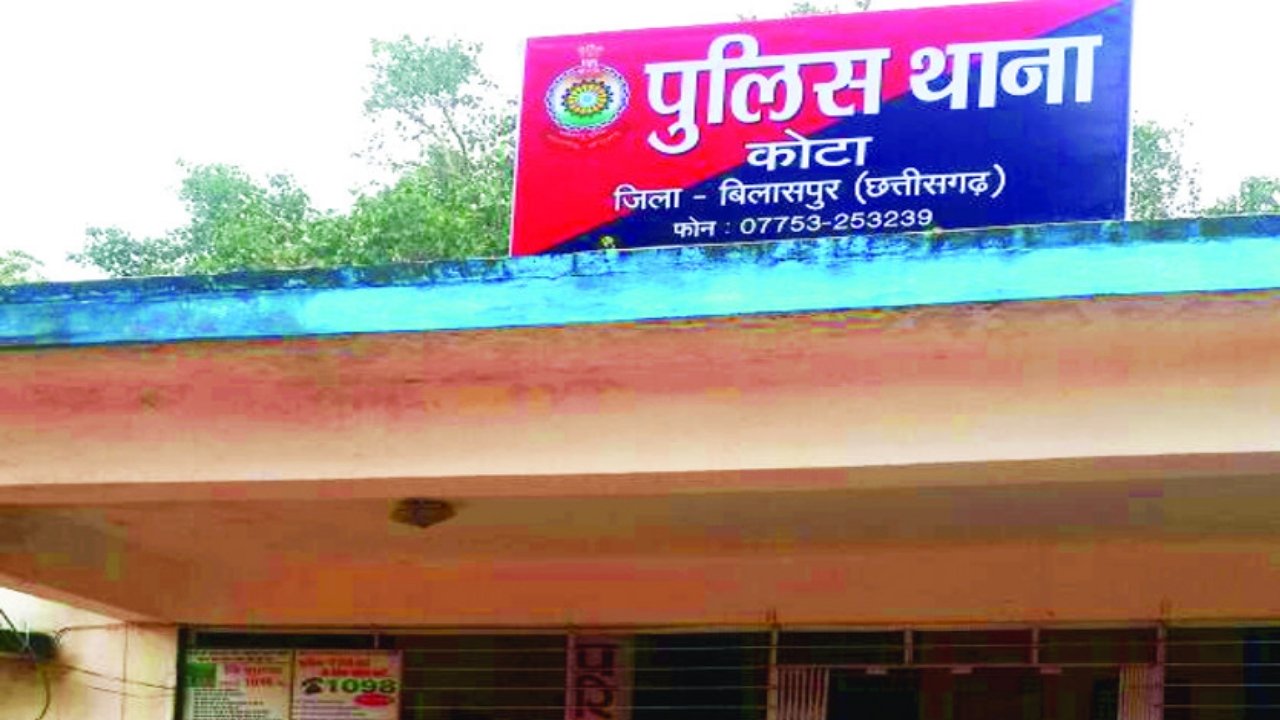 पुलिस थाना
कोटा
जिला - बिलासपुर (छत्तीसगढ़)
फोन : 07753-253239
1098